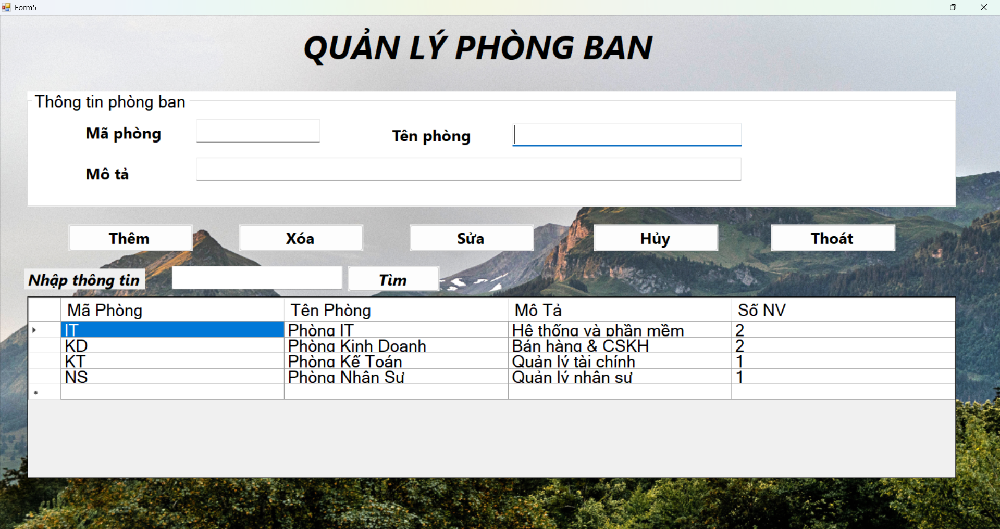 Form5
QUẢN LÝ PHÒNG BAN
Thông tin phòng ban
Mã phòng
Tên phòng
Mô tả
Thêm Xóa Sửa Hủy Thoát
Nhập thông tin Tìm
Mã Phòng Tên Phòng Mô Tả Số NV
IT Phòng IT Hệ thống và phần mềm 2
KD Phòng Kinh Doanh Bán hàng & CSKH 2
KT Phòng Kế Toán Quản lý tài chính 1
NS Phòng Nhân Sự Quản lý nhân sự 1